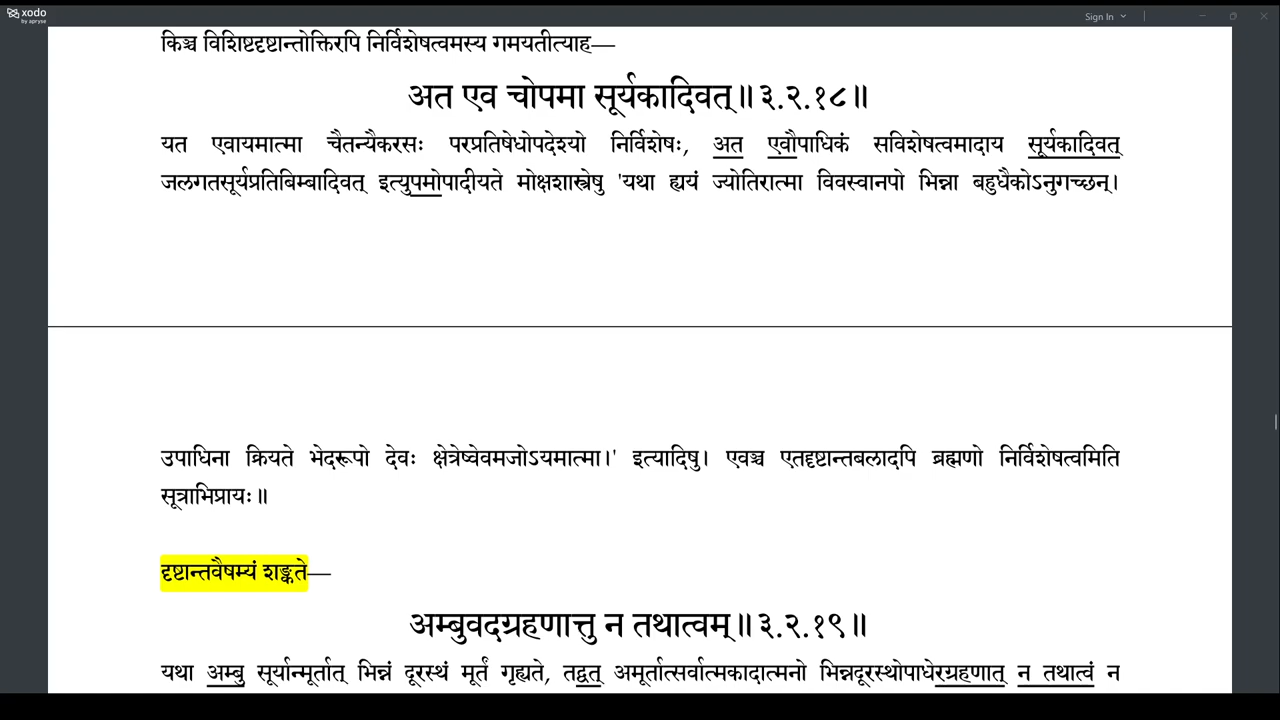 xodo
by apryse
Sign In
किञ्च विशिष्टदृष्टान्तोक्तिरपि निर्विशेषत्वमस्य गमयतीत्याह—
अत एव चोपमा सूर्यकादिवत्॥३.२.१८॥
यत एवायमात्मा चैतन्यैकरसः परप्रतिषेधोपदेश्यो निर्विशेषः, अत एवौपाधिकं सविशेषत्वमादाय सूर्यकादिवत्
जलगतसूर्यप्रतिबिम्बादिवत् इत्युपमोपादीयते मोक्षशास्त्रेषु 'यथा ह्ययं ज्योतिरात्मा विवस्वानपो भिन्ना बहुधैकोऽनुगच्छन्।
उपाधिना क्रियते भेदरूपो देवः क्षेत्रेष्वेवमजोऽयमात्मा।' इत्यादिषु। एवञ्च एतदृष्टान्तबलादपि ब्रह्मणो निर्विशेषत्वमिति
सूत्राभिप्रायः॥
दृष्टान्तवैषम्यं शङ्कते—
अम्बुवदग्रहणात्तु न तथात्वम्॥३.२.१९॥
यथा अम्बु सूर्यान्मूर्तात् भिन्नं दूरस्थं मूर्तं गृह्यते, तद्वत् अमूर्तात्सर्वात्मकादात्मनो भिन्नदूरस्थोपाधेरग्रहणात् न तथात्वं न